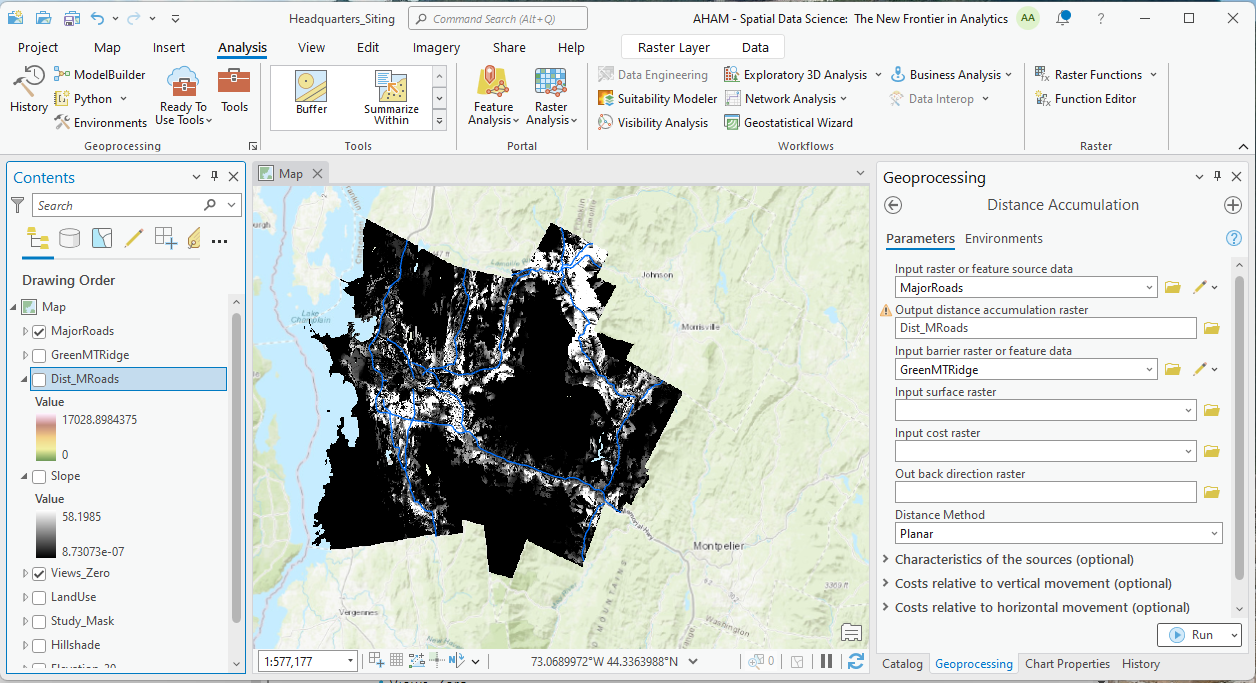 Headquarters_Siting
Command Search (Alt+Q)
AHAM - Spatial Data Science: The New Frontier in Analytics
AA
?
Project Map Insert Analysis View Edit Imagery Share Help Raster Layer Data
History
ModelBuilder
Python
Environments
Ready To
Use Tools
Tools
Geoprocessing
Buffer
Summarize
Within
Tools
Feature
Analysis
Raster
Analysis
Portal
Data Engineering
Suitability Modeler
Visibility Analysis
Exploratory 3D Analysis
Network Analysis
Geostatistical Wizard
Business Analysis
Data Interop
Workflows
Raster Functions
Function Editor
Raster
Contents
Search
Drawing Order
Map
MajorRoads
GreenMTRidge
Dist_MRoads
Value
17028.8984375
0
Slope
Value
58.1985
8.73073e-07
Views_Zero
LandUse
Study_Mask
Hillshade
Elevation_30
Map
Lake
Champlain
Johnson
Morrisville
Montpelier
Vergennes
Washington
MOUNTAINS
1:577,177
73.0689972°W 44.3363988°N
0
Geoprocessing
Distance Accumulation
Parameters Environments
?
Input raster or feature source data
MajorRoads
Output distance accumulation raster
Dist_MRoads
Input barrier raster or feature data
GreenMTRidge
Input surface raster
Input cost raster
Out back direction raster
Distance Method
Planar
Characteristics of the sources (optional)
Costs relative to vertical movement (optional)
Costs relative to horizontal movement (optional)
Run
Catalog Geoprocessing Chart Properties History